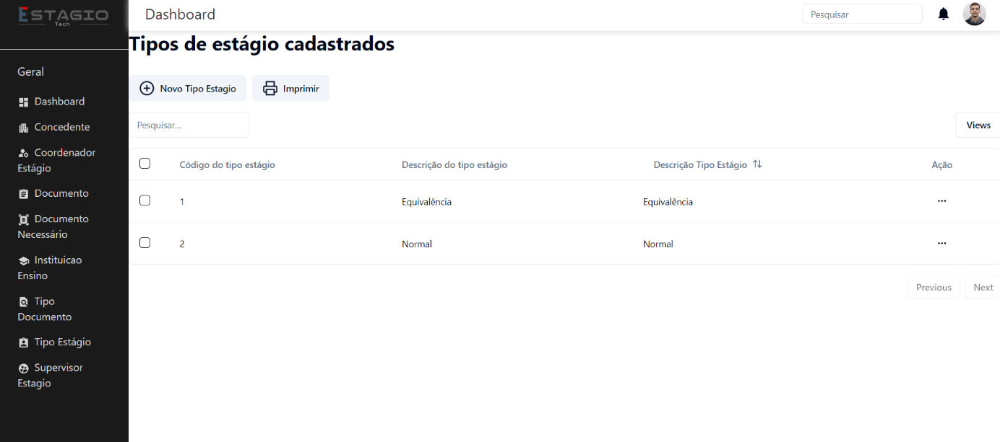 ESTAGIO
Tech
Dashboard
Pesquisar
Geral
Dashboard
Concedente
Coordenador
Estágio
Documento
Documento
Necessário
Instituicao
Ensino
Tipo
Documento
Tipo Estágio
Supervisor
Estagio
Tipos de estágio cadastrados
Novo Tipo Estagio Imprimir
Pesquisar... Views
Código do tipo estágio Descrição do tipo estágio Descrição Tipo Estágio Ação
1 Equivalência Equivalência ...
2 Normal Normal ...
Previous Next